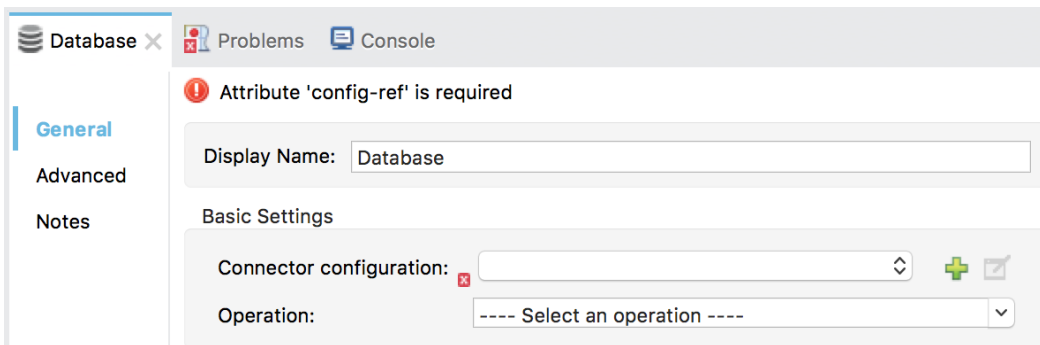 Database Problems Console
Attribute 'config-ref' is required
General
Display Name: Database
Advanced
Notes
Basic Settings
Connector configuration:
Operation: ---- Select an operation ----